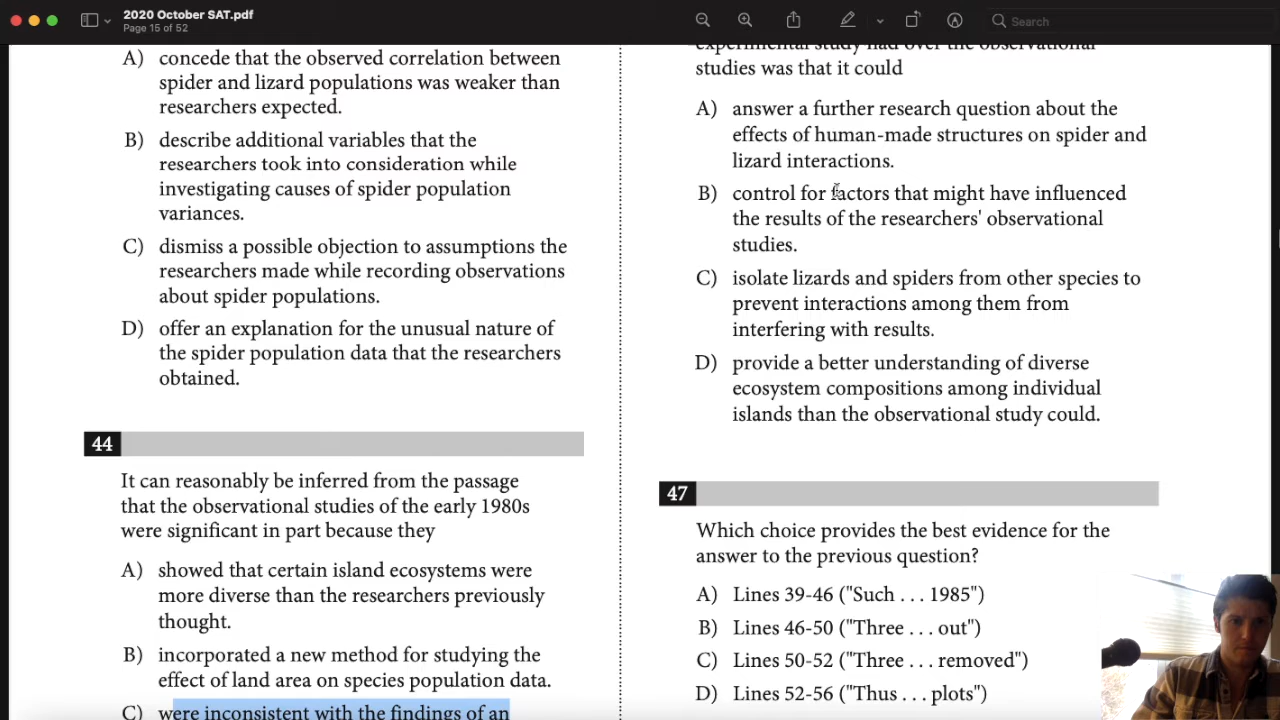 2020 October SAT.pdf
Page 15 of 52
Search
A) concede that the observed correlation between
spider and lizard populations was weaker than
researchers expected.
B) describe additional variables that the
researchers took into consideration while
investigating causes of spider population
variances.
C) dismiss a possible objection to assumptions the
researchers made while recording observations
about spider populations.
D) offer an explanation for the unusual nature of
the spider population data that the researchers
obtained.
44
It can reasonably be inferred from the passage
that the observational studies of the early 1980s
were significant in part because they
A) showed that certain island ecosystems were
more diverse than the researchers previously
thought.
B) incorporated a new method for studying the
effect of land area on species population data.
C) were inconsistent with the findings of an
experimental study had over the observational
studies was that it could
A) answer a further research question about the
effects of human-made structures on spider and
lizard interactions.
B) control for factors that might have influenced
the results of the researchers' observational
studies.
C) isolate lizards and spiders from other species to
prevent interactions among them from
interfering with results.
D) provide a better understanding of diverse
ecosystem compositions among individual
islands than the observational study could.
47
Which choice provides the best evidence for the
answer to the previous question?
A) Lines 39-46 ("Such . . . 1985")
B) Lines 46-50 ("Three . . . out")
C) Lines 50-52 ("Three . . . removed")
D) Lines 52-56 ("Thus . . . plots")